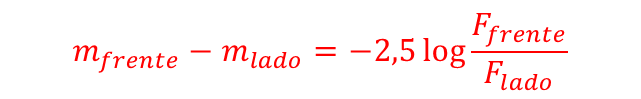 m_frente − m_lado = −2,5 log F_frente / F_lado